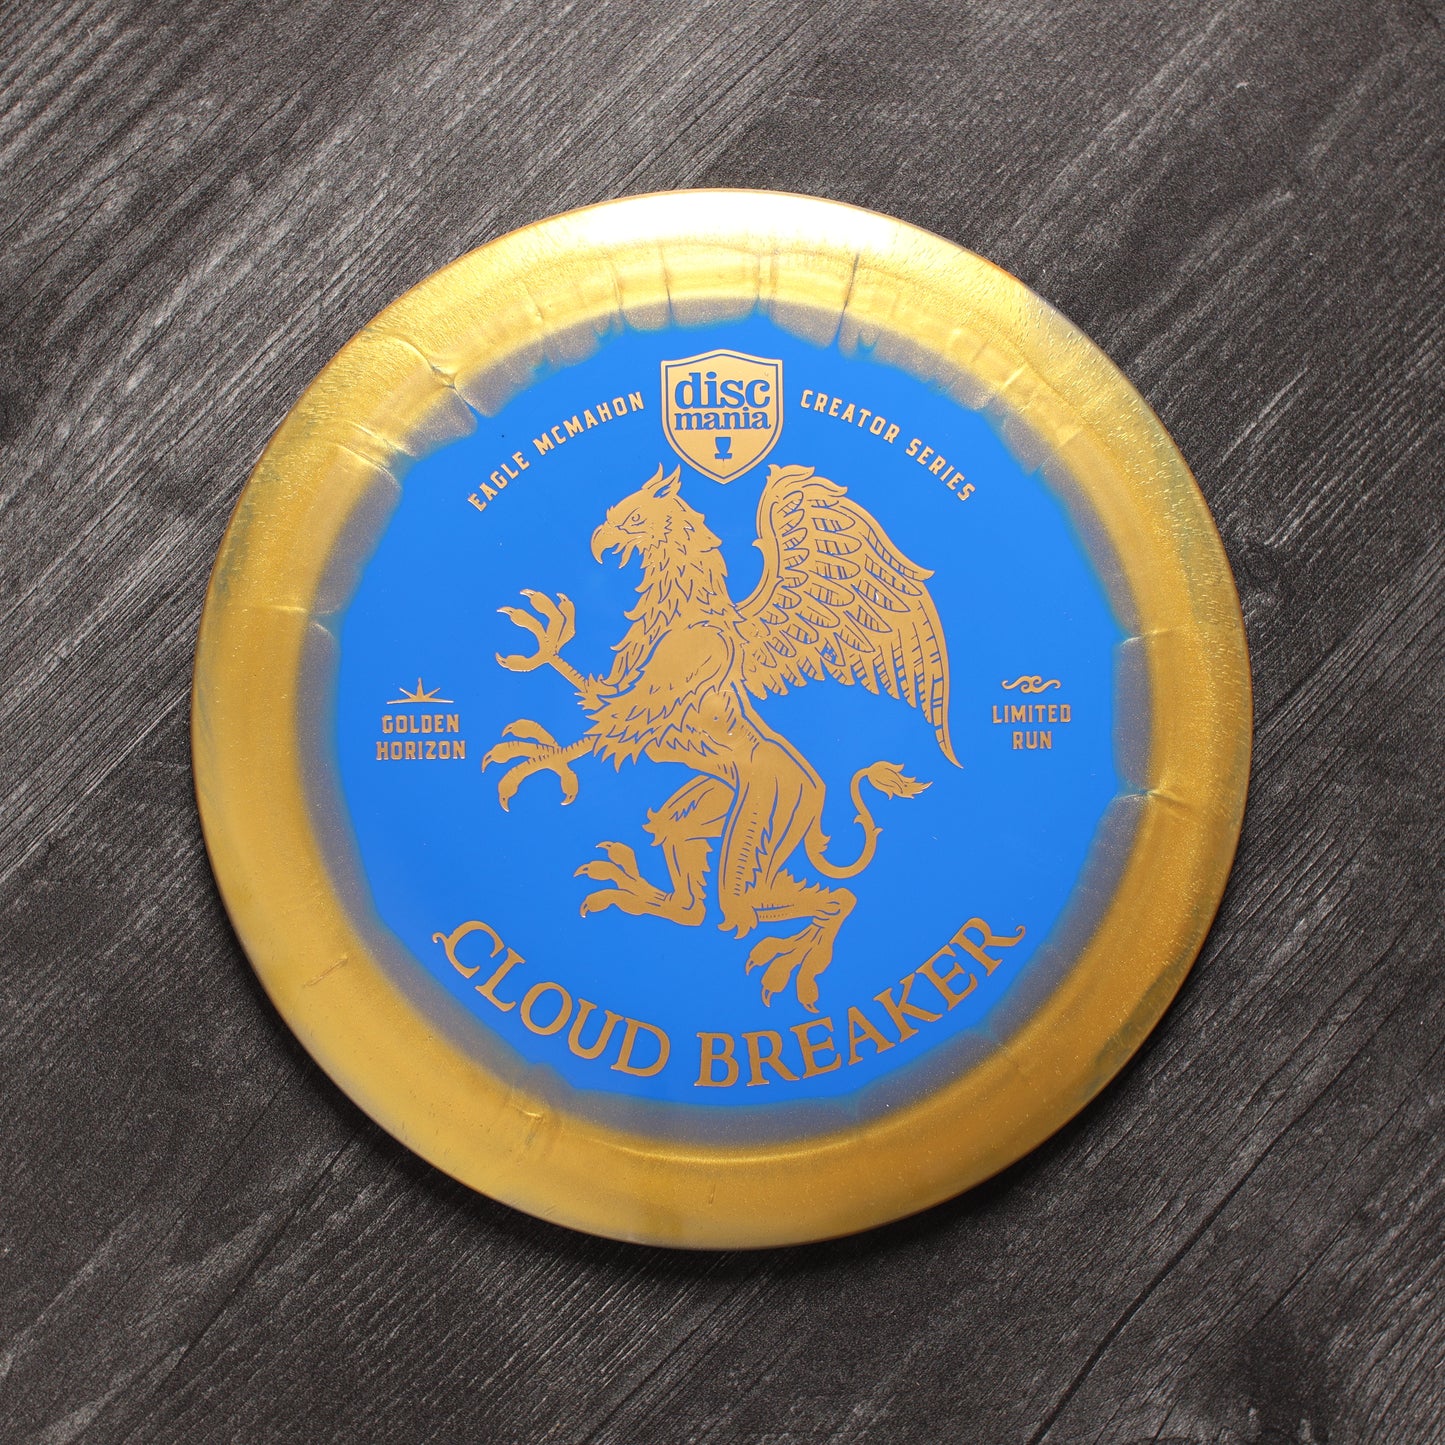 EAGLE MCMAHON
disc
mania
CREATOR SERIES
GOLDEN
HORIZON
LIMITED
RUN
CLOUD BREAKER